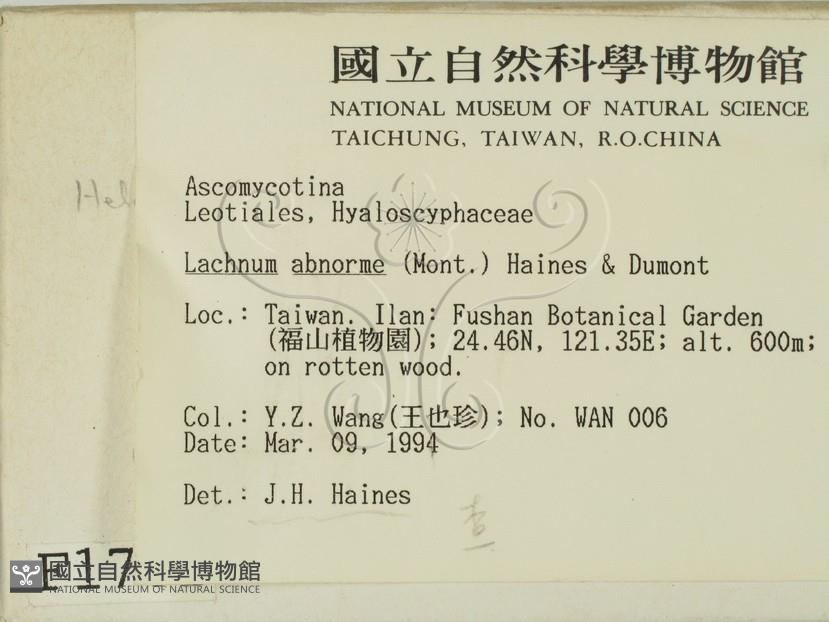 國立自然科學博物館
NATIONAL MUSEUM OF NATURAL SCIENCE
TAICHUNG, TAIWAN, R.O.CHINA
Ascomycotina
Leotiales, Hyaloscyphaceae
Lachnum abnorme (Mont.) Haines & Dumont
Loc.: Taiwan. Ilan: Fushan Botanical Garden
(福山植物園); 24.46N, 121.35E; alt. 600m;
on rotten wood.
Col.: Y.Z. Wang(王也珍); No. WAN 006
Date: Mar. 09, 1994
Det.: J.H. Haines
F17
國立自然科學博物館
NATIONAL MUSEUM OF NATURAL SCIENCE